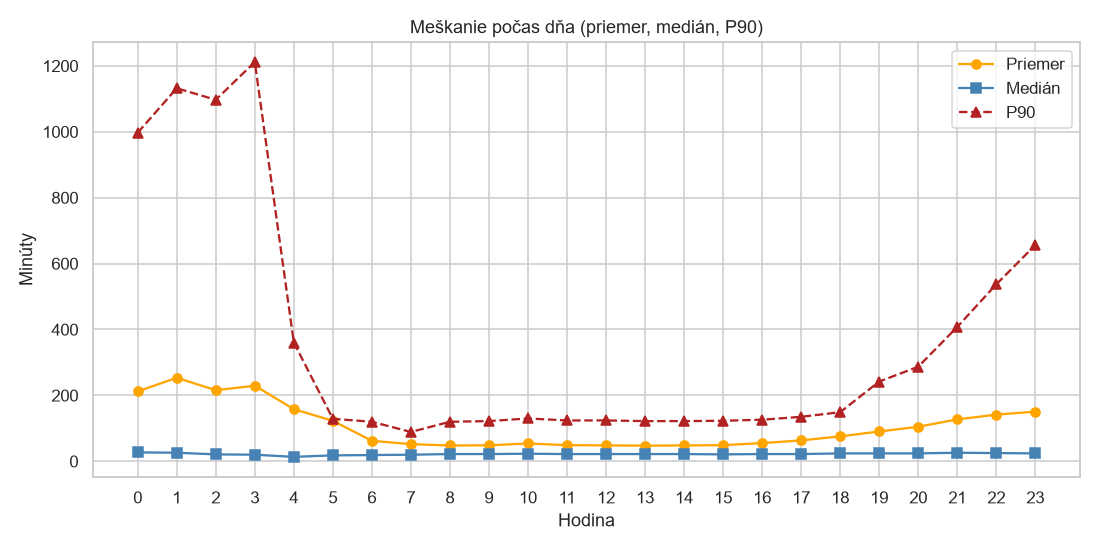 Meškanie počas dňa (priemer, medián, P90)
Priemer
Medián
P90
Minúty
1200
1000
800
600
400
200
0
0 1 2 3 4 5 6 7 8 9 10 11 12 13 14 15 16 17 18 19 20 21 22 23
Hodina